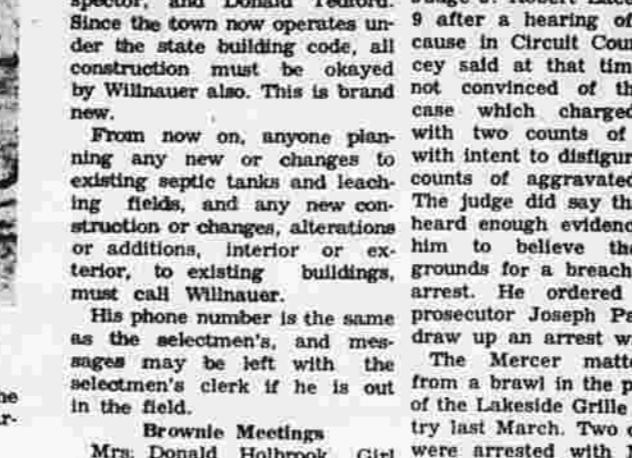 spector, and Donald Tedford.
Since the town now operates un-
der the state building code, all
construction must be okayed
by Willnauer also. This is brand
new.
From now on, anyone plan-
ning any new or changes to
existing septic tanks and leach-
ing fields, and any new con-
struction or changes, alterations
or additions, interior or ex-
terior, to existing buildings,
must call Willnauer.
His phone number is the same
as the selectmen's, and mes-
sages may be left with the
selectmen's clerk if he is out
in the field.
Brownie Meetings
Mrs. Donald Holbrook, Girl
9 after a hearing of
cause in Circuit Cour
cey said at that tim
not convinced of th
case which charged
with two counts of
with intent to disfigur
counts of aggravated
The judge did say th
heard enough evidenc
him to believe the
grounds for a breach
arrest. He ordered
prosecutor Joseph Pa
draw up an arrest w
The Mercer matte
from a brawl in the p
of the Lakeside Grille
try last March. Two
were arrested with